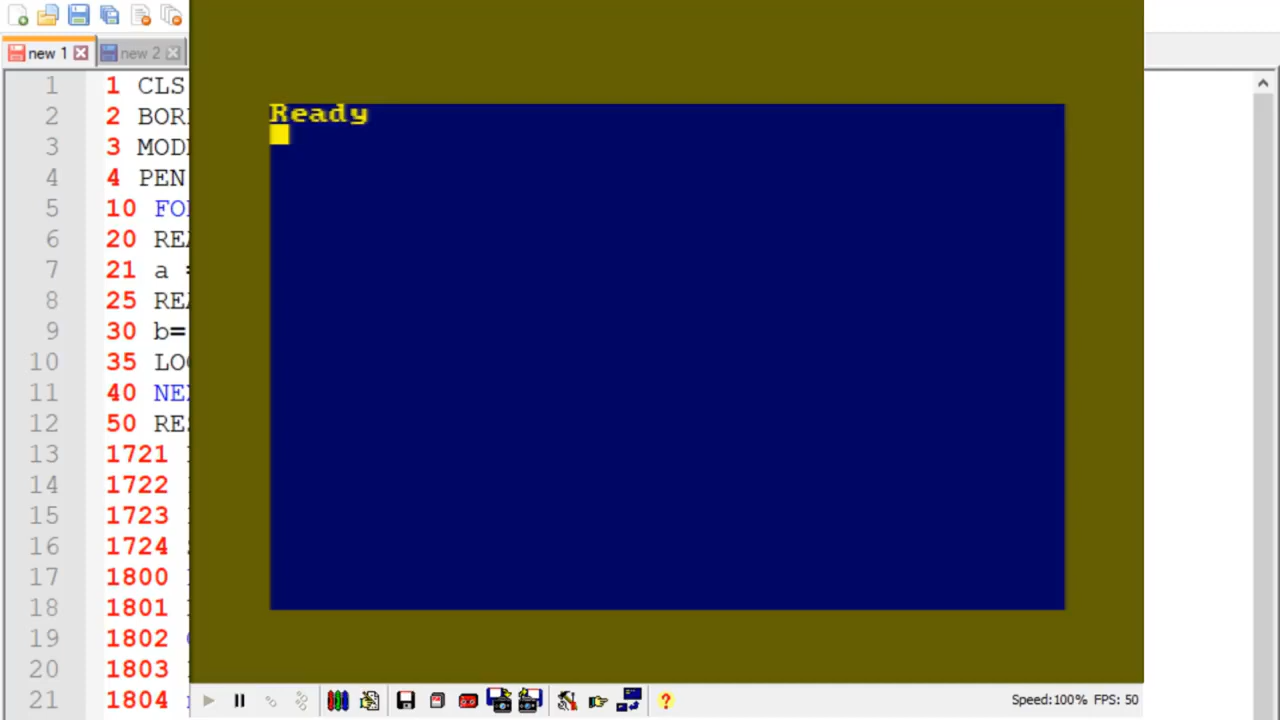 new 1
new 2
Ready
1 1 CLS
2 2 BOR
3 3 MOD
4 4 PEN
5 10 FO
6 20 RE
7 21 a =
8 25 RE
9 30 b=
10 35 LO
11 40 NE
12 50 RE
13 1721
14 1722
15 1723
16 1724
17 1800
18 1801
19 1802
20 1803
21 1804
Speed:100% FPS: 50